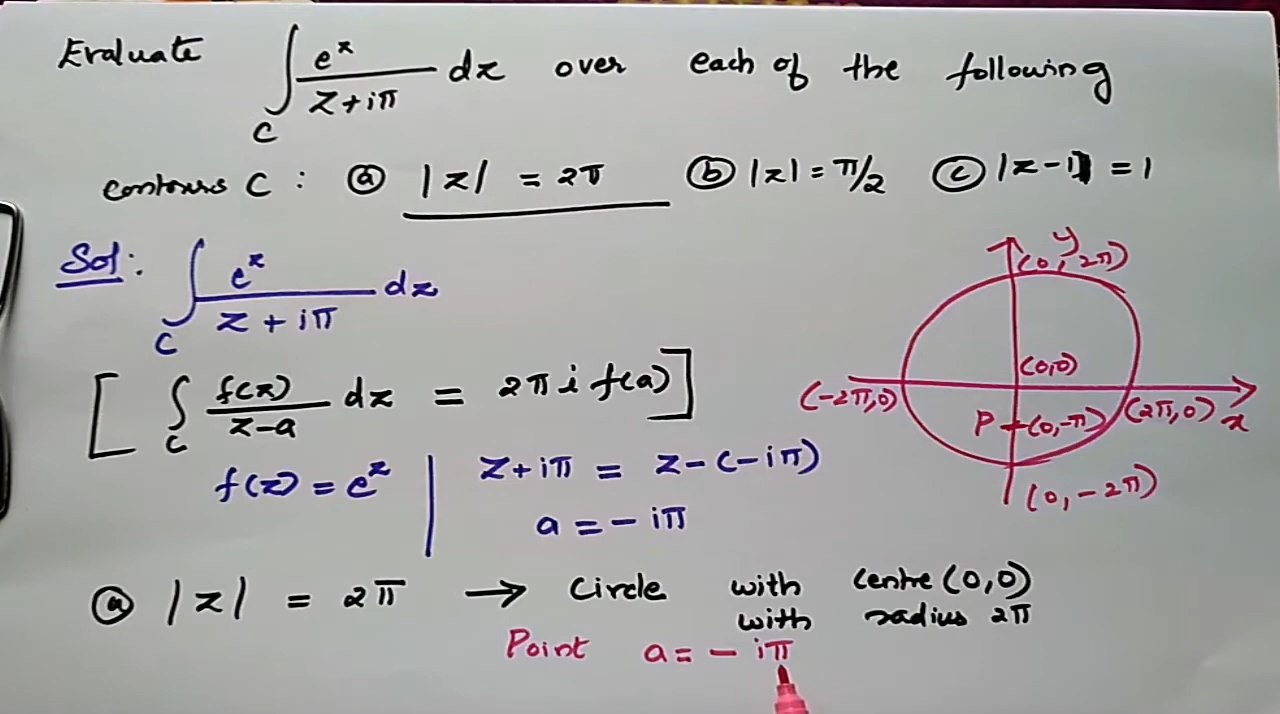 Evaluate ∫_C e^z/(z+iπ) dz over each of the following
contours C : ⓐ |z| = 2π ⓑ |z| = π/2 ⓒ |z-1| = 1
Sol: ∫_C e^z/(z+iπ) dz
[ ∫_C f(z)/(z-a) dz = 2πi f(a) ]
f(z) = e^z | z+iπ = z-(-iπ)
a = -iπ
y
(0, 2π)
(0,0)
(-2π,0)
(2π,0) x
P (0,-π)
(0,-2π)
ⓐ |z| = 2π → Circle with centre (0,0)
with radius 2π
Point a = - iπ